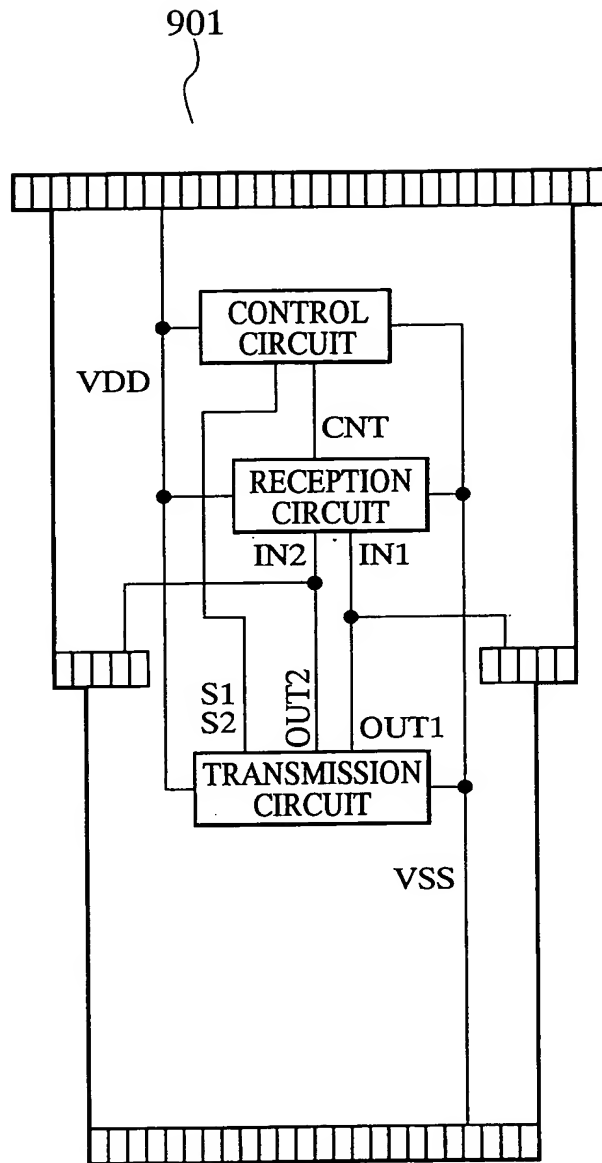 901
CONTROL
CIRCUIT
VDD
CNT
RECEPTION
CIRCUIT
IN2 IN1
S1
S2
OUT2
OUT1
TRANSMISSION
CIRCUIT
VSS